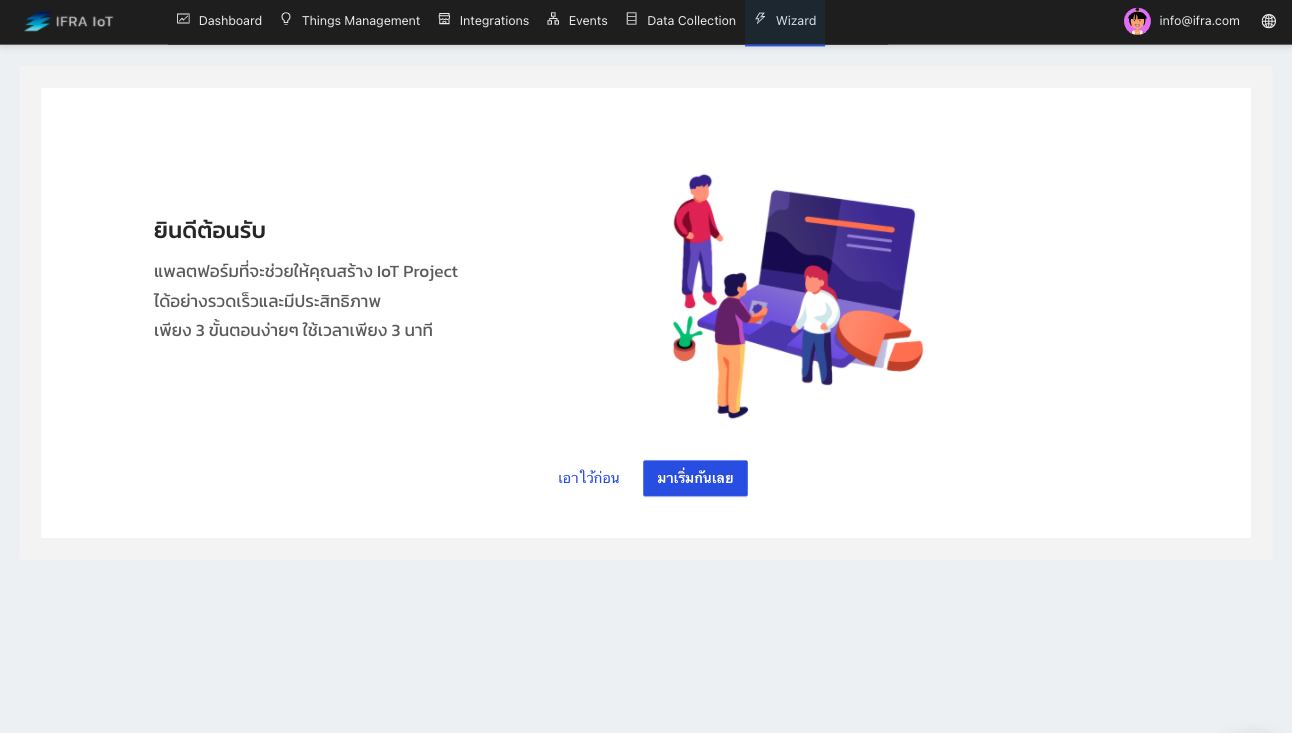 IFRA IoT
Dashboard
Things Management
Integrations
Events
Data Collection
Wizard
info@ifra.com
ยินดีต้อนรับ
แพลตฟอร์มที่จะช่วยให้คุณสร้าง IoT Project
ได้อย่างรวดเร็วและมีประสิทธิภาพ
เพียง 3 ขั้นตอนง่ายๆ ใช้เวลาเพียง 3 นาที
เอาไว้ก่อน
มาเริ่มกันเลย